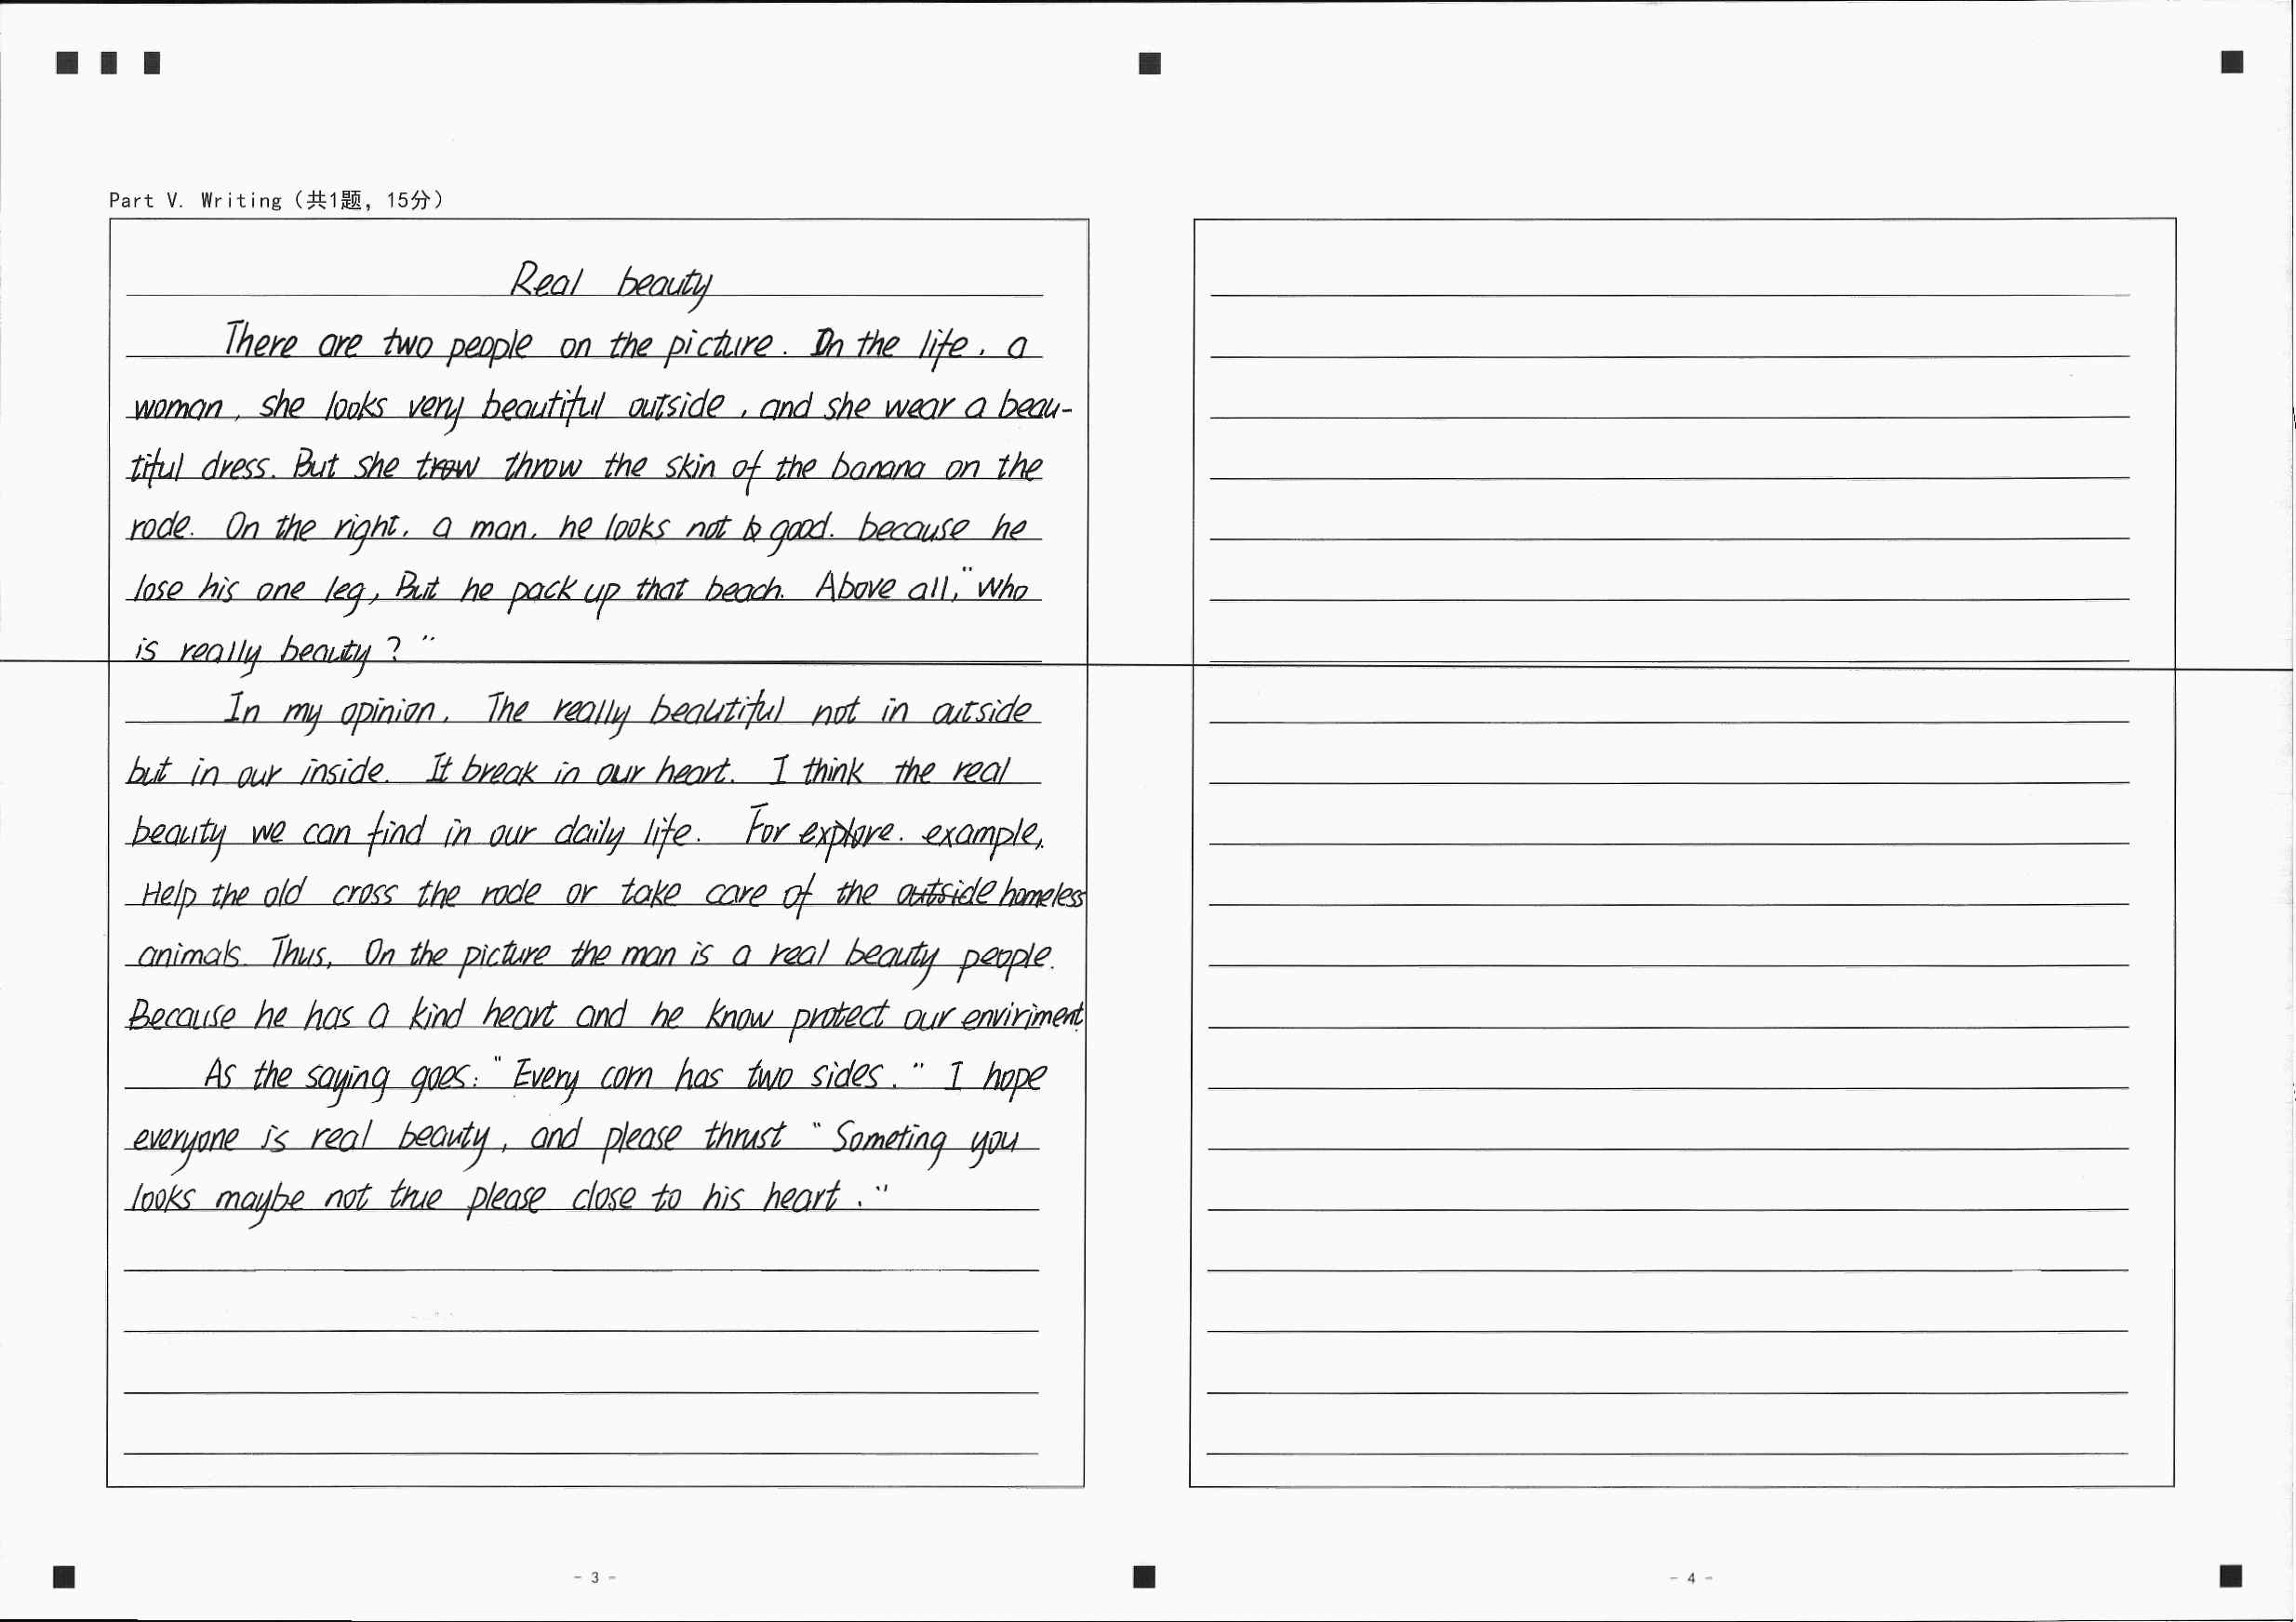 Part V. Writing（共1题，15分）
Real beauty
There are two people on the picture. On the life, a
woman, she looks very beautiful outside, and she wear a beau-
tiful dress. But she throw the skin of the banana on the
rode. On the right, a man, he looks not good. because he
lose his one leg, But he pack up that beach. Above all, "Who
is really beauty?"
In my opinion, The really beautiful not in outside
but in our inside. It break in our heart. I think the real
beauty we can find in our daily life. For example,
Help the old cross the rode or take care of the homeless
animals. Thus, On the picture the man is a real beauty people.
Because he has a kind heart and he know protect our enviriment.
As the saying goes: "Every corn has two sides." I hope
everyone is real beauty, and please thrust "Someting you
looks maybe not true please close to his heart."
- 3 -
- 4 -